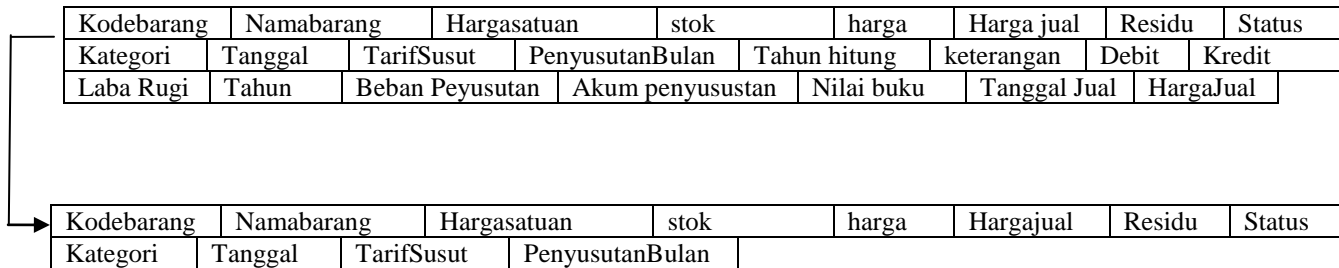 Kodebarang Namabarang Hargasatuan stok harga Harga jual Residu Status
Kategori Tanggal TarifSusut PenyusutanBulan Tahun hitung keterangan Debit Kredit
Laba Rugi Tahun Beban Peyusutan Akum penyusustan Nilai buku Tanggal Jual HargaJual
Kodebarang Namabarang Hargasatuan stok harga Hargajual Residu Status
Kategori Tanggal TarifSusut PenyusutanBulan